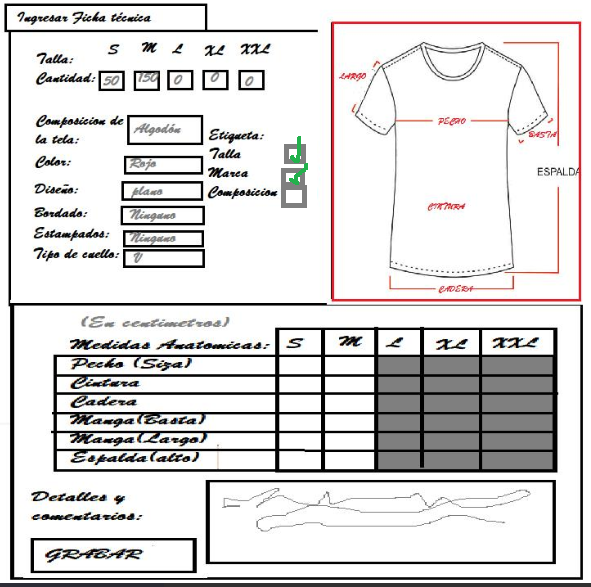 Ingresar Ficha técnica
Talla: S M L XL XXL
Cantidad: 50 150 0 0 0
Composicion de la tela: Algodón
Color: Rojo
Diseño: plano
Bordado: Ninguno
Estampados: Ninguno
Tipo de cuello: V
Etiqueta:
Talla
Marca
Composicion
LARGO
PECHO
BASTA
ESPALDA
CINTURA
CADERA
(En centimetros)
Medidas Anatomicas: S M L XL XXL
Pecho (Siza)
Cintura
Cadera
Manga(Basta)
Manga(Largo)
Espalda(alto)
Detalles y
comentarios:
GRABAR